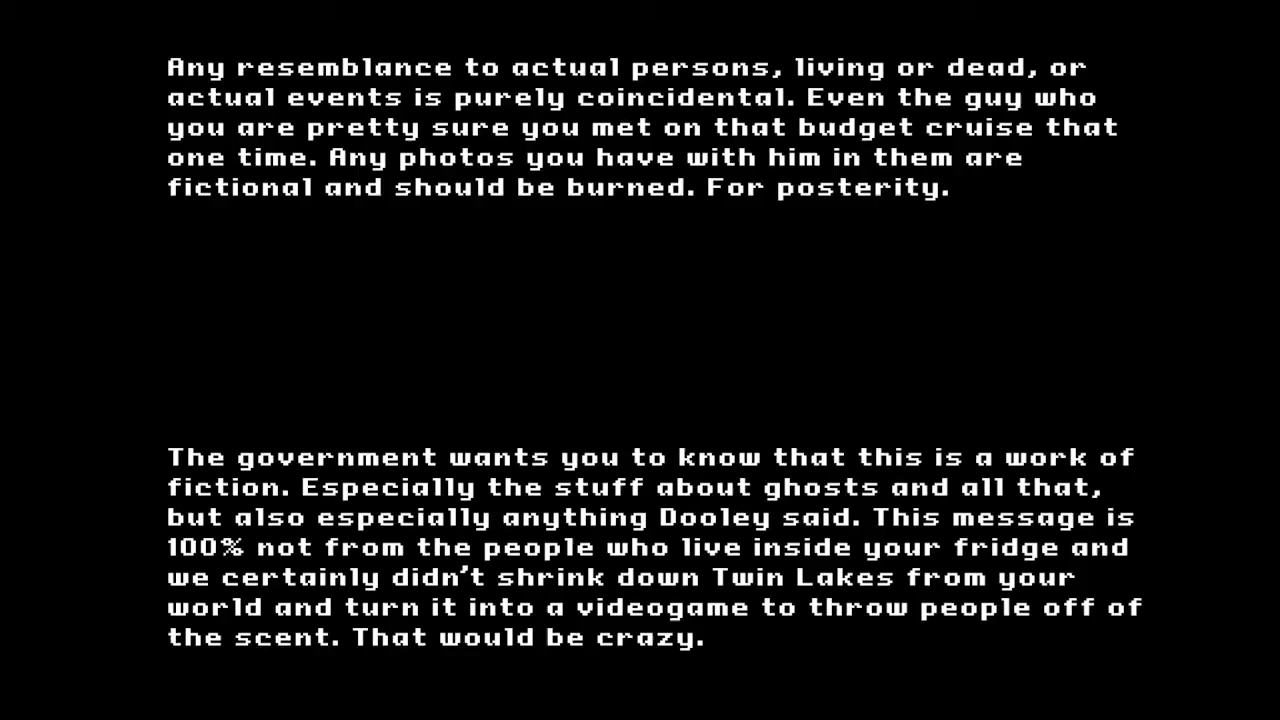 Any resemblance to actual persons, living or dead, or
actual events is purely coincidental. Even the guy who
you are pretty sure you met on that budget cruise that
one time. Any photos you have with him in them are
fictional and should be burned. For posterity.
The government wants you to know that this is a work of
fiction. Especially the stuff about ghosts and all that,
but also especially anything Dooley said. This message is
100% not from the people who live inside your fridge and
we certainly didn't shrink down Twin Lakes from your
world and turn it into a videogame to throw people off of
the scent. That would be crazy.